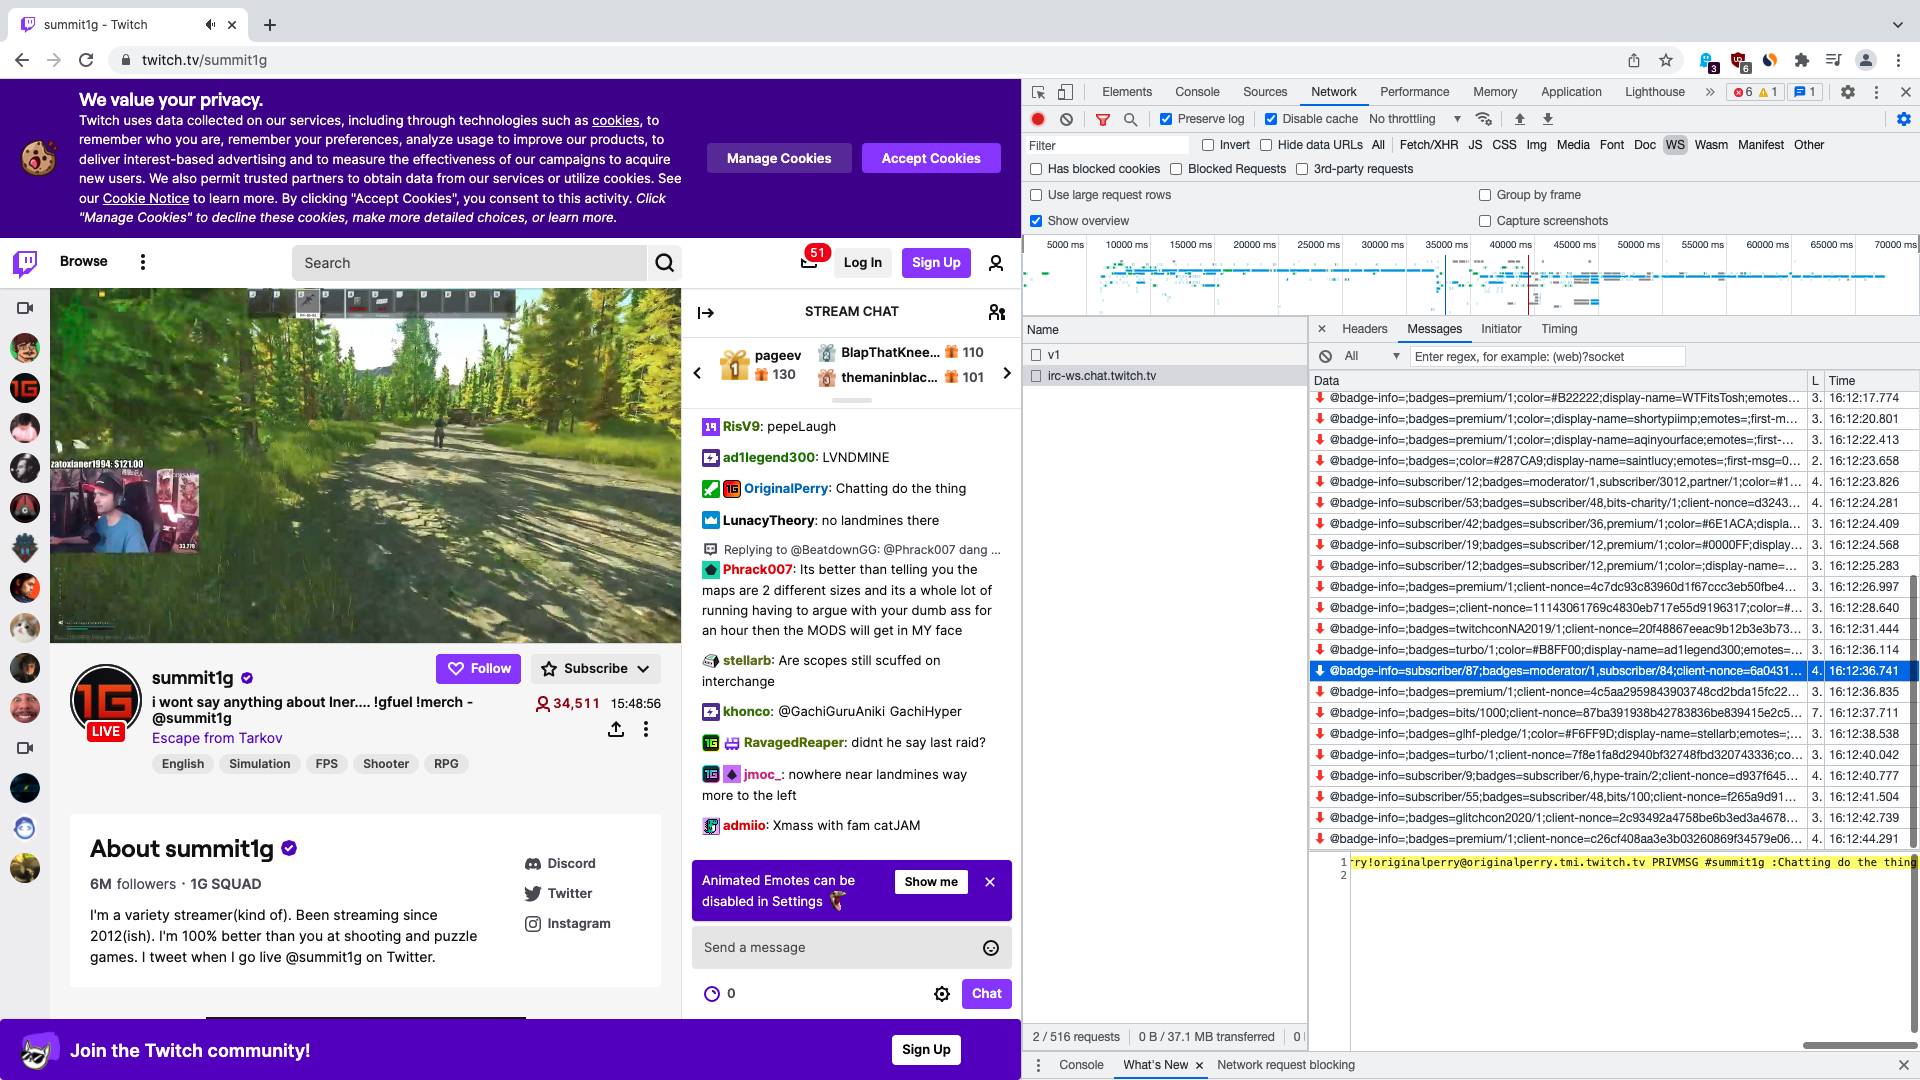 summit1g - Twitch
twitch.tv/summit1g
3
6
We value your privacy.
Twitch uses data collected on our services, including through technologies such as cookies, to
remember who you are, remember your preferences, analyze usage to improve our products, to
deliver interest-based advertising and to measure the effectiveness of our campaigns to acquire
new users. We also permit trusted partners to obtain data from our services or utilize cookies. See
our Cookie Notice to learn more. By clicking "Accept Cookies", you consent to this activity. Click
"Manage Cookies" to decline these cookies, make more detailed choices, or learn more.
Manage Cookies
Accept Cookies
Browse
Search
51
Log In
Sign Up
zatoxianer1994: $121.00
summit1g
i wont say anything about Iner.... !gfuel !merch -
@summit1g
Escape from Tarkov
LIVE
Follow
Subscribe
34,511
15:48:56
English
Simulation
FPS
Shooter
RPG
About summit1g
6M followers · 1G SQUAD
I'm a variety streamer(kind of). Been streaming since
2012(ish). I'm 100% better than you at shooting and puzzle
games. I tweet when I go live @summit1g on Twitter.
Discord
Twitter
Instagram
STREAM CHAT
1 pageev 130
2 BlapThatKnee... 110
3 themaninblac... 101
RisV9: pepeLaugh
ad1legend300: LVNDMINE
OriginalPerry: Chatting do the thing
LunacyTheory: no landmines there
Replying to @BeatdownGG: @Phrack007 dang ...
Phrack007: Its better than telling you the
maps are 2 different sizes and its a whole lot of
running having to argue with your dumb ass for
an hour then the MODS will get in MY face
stellarb: Are scopes still scuffed on
interchange
khonco: @GachiGuruAniki GachiHyper
RavagedReaper: didnt he say last raid?
jmoc_: nowhere near landmines way
more to the left
admiio: Xmass with fam catJAM
Animated Emotes can be
disabled in Settings
Show me
Send a message
0
Chat
Join the Twitch community!
Sign Up
Elements Console Sources Network Performance Memory Application Lighthouse » 6 1 1
Preserve log Disable cache No throttling
Filter Invert Hide data URLs All Fetch/XHR JS CSS Img Media Font Doc WS Wasm Manifest Other
Has blocked cookies Blocked Requests 3rd-party requests
Use large request rows Group by frame
Show overview Capture screenshots
5000 ms 10000 ms 15000 ms 20000 ms 25000 ms 30000 ms 35000 ms 40000 ms 45000 ms 50000 ms 55000 ms 60000 ms 65000 ms 70000 ms
Name
v1
irc-ws.chat.twitch.tv
Headers Messages Initiator Timing
All Enter regex, for example: (web)?socket
Data L Time
@badge-info=;badges=premium/1;color=#B22222;display-name=WTFitsTosh;emotes... 3. 16:12:17.774
@badge-info=;badges=premium/1;color=;display-name=shortypiimp;emotes=;first-m... 3. 16:12:20.801
@badge-info=;badges=premium/1;color=;display-name=aqinyourface;emotes=;first-... 3. 16:12:22.413
@badge-info=;badges=;color=#287CA9;display-name=saintlucy;emotes=;first-msg=0... 2. 16:12:23.658
@badge-info=subscriber/12;badges=moderator/1,subscriber/3012,partner/1;color=#1... 4. 16:12:23.826
@badge-info=subscriber/53;badges=subscriber/48,bits-charity/1;client-nonce=d3243... 4. 16:12:24.281
@badge-info=subscriber/42;badges=subscriber/36,premium/1;color=#6E1ACA;displa... 3. 16:12:24.409
@badge-info=subscriber/19;badges=subscriber/12,premium/1;color=#0000FF;display... 3. 16:12:24.568
@badge-info=subscriber/12;badges=subscriber/12,premium/1;color=;display-name=... 3. 16:12:25.283
@badge-info=;badges=premium/1;client-nonce=4c7dc93c83960d1f67ccc3eb50fbe4... 3. 16:12:26.997
@badge-info=;badges=;client-nonce=11143061769c4830eb717e55d9196317;color=#... 3. 16:12:28.640
@badge-info=;badges=twitchconNA2019/1;client-nonce=20f48867eeac9b12b3e3b73... 3. 16:12:31.444
@badge-info=;badges=turbo/1;color=#B8FF00;display-name=ad1legend300;emotes=... 3. 16:12:36.114
@badge-info=subscriber/87;badges=moderator/1,subscriber/84;client-nonce=6a0431... 4. 16:12:36.741
@badge-info=;badges=premium/1;client-nonce=4c5aa2959843903748cd2bda15fc22... 3. 16:12:36.835
@badge-info=;badges=bits/1000;client-nonce=87ba391938b42783836be839415e2c5... 7. 16:12:37.711
@badge-info=;badges=glhf-pledge/1;color=#F6FF9D;display-name=stellarb;emotes=;... 3. 16:12:38.538
@badge-info=;badges=turbo/1;client-nonce=7f8e1fa8d2940bf32748fbd320743336;co... 3. 16:12:40.042
@badge-info=subscriber/9;badges=subscriber/6,hype-train/2;client-nonce=d937f645... 4. 16:12:40.777
@badge-info=subscriber/55;badges=subscriber/48,bits/100;client-nonce=f265a9d91... 3. 16:12:41.504
@badge-info=;badges=glitchcon2020/1;client-nonce=2c93492a4758be6b3ed3a4678... 3. 16:12:42.739
@badge-info=;badges=premium/1;client-nonce=c26cf408aa3e3b03260869f34579e06... 3. 16:12:44.291
1 rry!originalperry@originalperry.tmi.twitch.tv PRIVMSG #summit1g :Chatting do the thing
2
2 / 516 requests 0 B / 37.1 MB transferred 0
Console What's New Network request blocking